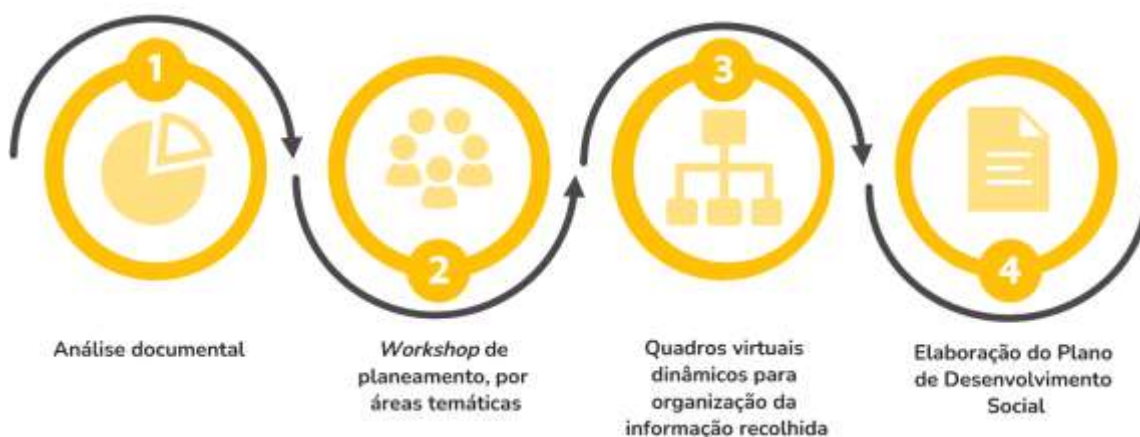 1
Análise documental
2
Workshop de
planeamento, por
áreas temáticas
3
Quadros virtuais
dinâmicos para
organização da
informação recolhida
4
Elaboração do Plano
de Desenvolvimento
Social